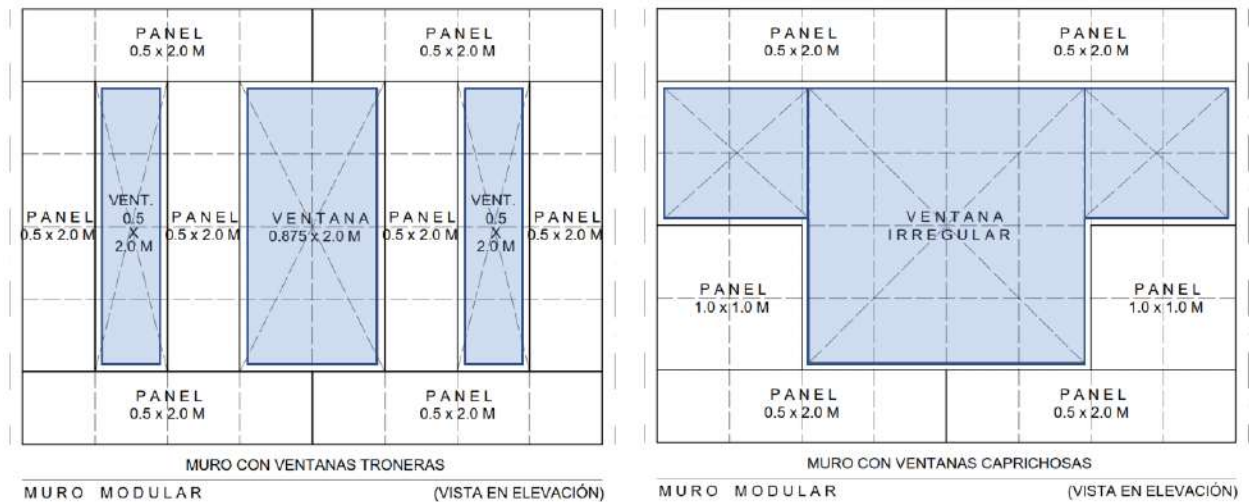 PANEL
0.5 x 2.0 M
PANEL
0.5 x 2.0 M
PANEL
0.5 x 2.0 M
VENT.
0.5
X
2.0 M
PANEL
0.5 x 2.0 M
VENTANA
0.875 x 2.0 M
PANEL
0.5 x 2.0 M
VENT.
0.5
X
2.0 M
PANEL
0.5 x 2.0 M
PANEL
0.5 x 2.0 M
PANEL
0.5 x 2.0 M
MURO CON VENTANAS TRONERAS
MURO MODULAR (VISTA EN ELEVACIÓN)
PANEL
0.5 x 2.0 M
PANEL
0.5 x 2.0 M
VENTANA
IRREGULAR
PANEL
1.0 x 1.0 M
PANEL
1.0 x 1.0 M
PANEL
0.5 x 2.0 M
PANEL
0.5 x 2.0 M
MURO CON VENTANAS CAPRICHOSAS
MURO MODULAR (VISTA EN ELEVACIÓN)